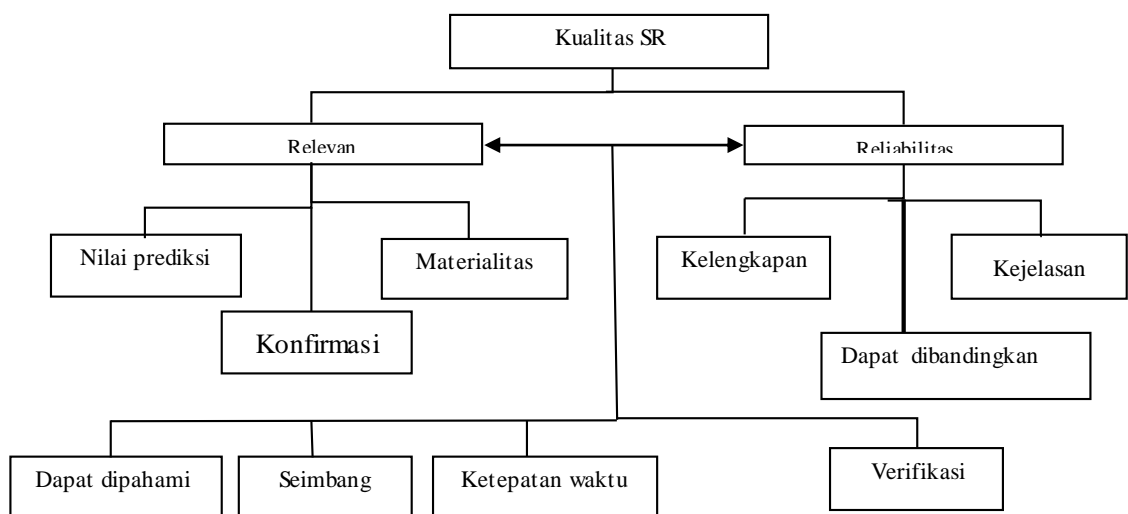 Kualitas SR
Relevan
Reliabilitas
Nilai prediksi
Materialitas
Kelengkapan
Kejelasan
Konfirmasi
Dapat dibandingkan
Dapat dipahami
Seimbang
Ketepatan waktu
Verifikasi